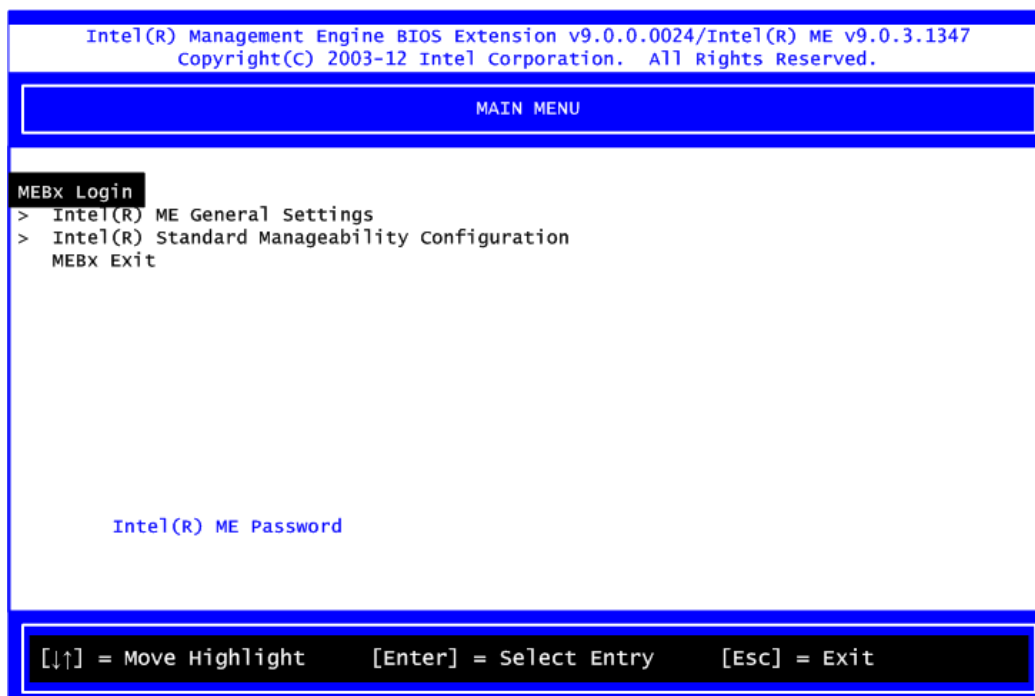 Intel(R) Management Engine BIOS Extension v9.0.0.0024/Intel(R) ME v9.0.3.1347
Copyright(C) 2003-12 Intel Corporation.  All Rights Reserved.
MAIN MENU
MEBx Login
>  Intel(R) ME General Settings
>  Intel(R) Standard Manageability Configuration
MEBx Exit
Intel(R) ME Password
[↓↑] = Move Highlight     [Enter] = Select Entry     [Esc] = Exit